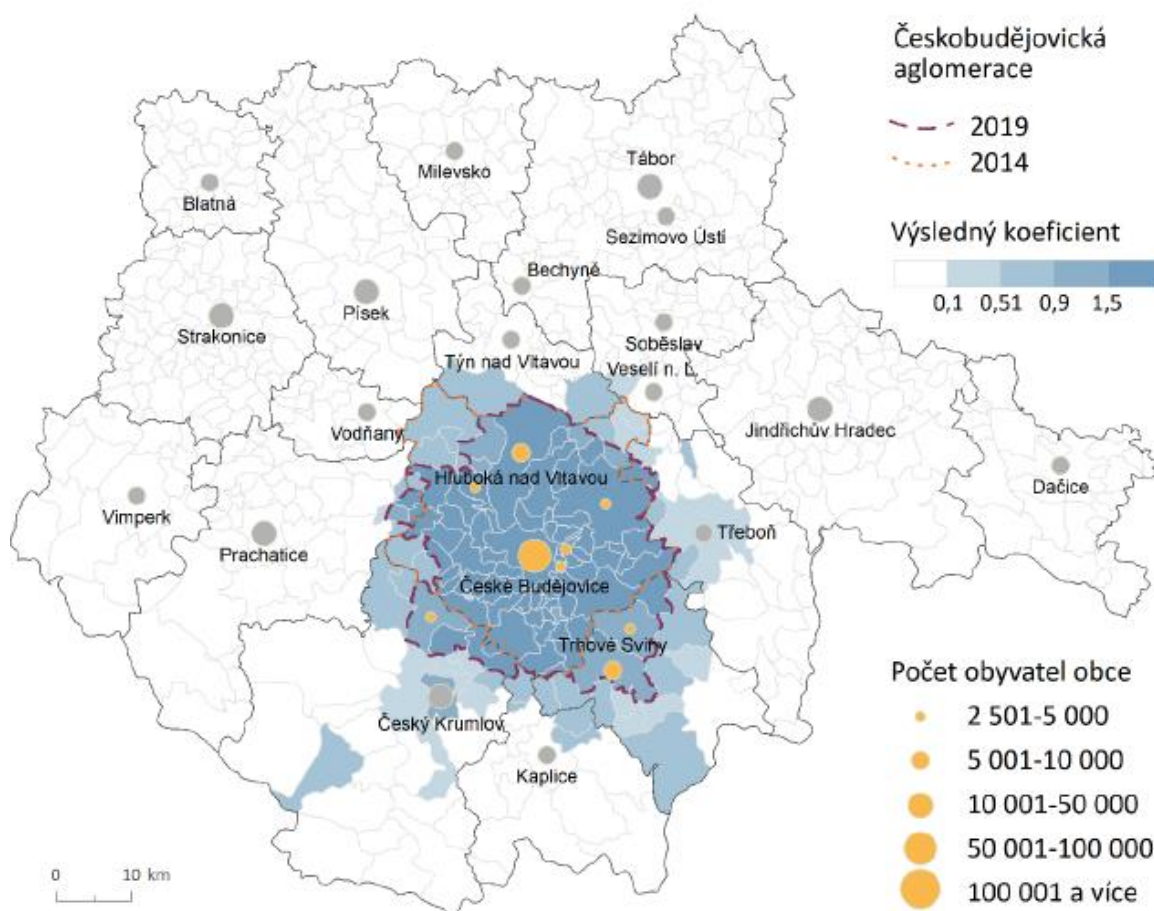 Českobudějovická
aglomerace
2019
2014
Výsledný koeficient
0,1 0,51 0,9 1,5
Milevsko
Tábor
Blatná
Sezimovo Ústí
Bechyně
Písek
Strakonice
Soběslav
Týn nad Vltavou
Veselí n. L.
Vodňany
Jindřichův Hradec
Hluboká nad Vltavou
Dačice
Vimperk
Třeboň
Prachatice
České Budějovice
Trhové Sviny
Český Krumlov
Kaplice
Počet obyvatel obce
2 501-5 000
5 001-10 000
10 001-50 000
50 001-100 000
100 001 a více
0 10 km